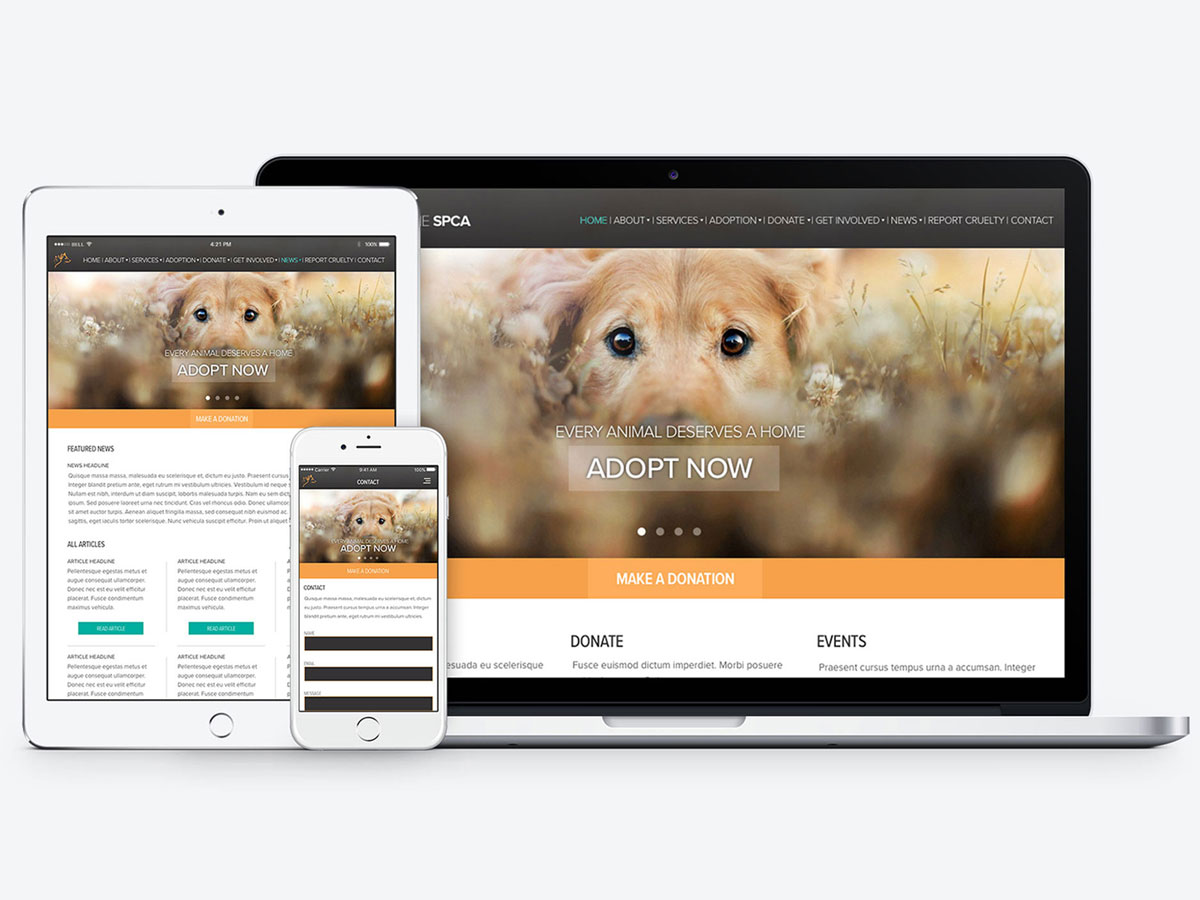 BELL 4:21 PM 100%
HOME | ABOUT | SERVICES | ADOPTION | DONATE | GET INVOLVED | NEWS | REPORT CRUELTY | CONTACT
EVERY ANIMAL DESERVES A HOME
ADOPT NOW
MAKE A DONATION
FEATURED NEWS
NEWS HEADLINE
Quisque massa massa, malesuada eu scelerisque et, dictum eu justo. Praesent cursus
Integer blandit pretium ante, eget rutrum mi vestibulum ultrices. Vestibulum id neque
Nullam est nibh, interdum ut diam suscipit, lobortis malesuada turpis. Nam eu sem
ipsum. Sed posuere laoreet urna nec tincidunt. Cras vel rhoncus odio. Donec
sit amet auctor turpis. Aenean aliquet fringilla massa, sed consequat nibh euismod
sagittis, eget iaculis tortor scelerisque. Nunc vehicula suscipit efficitur. Proin ut aliquet
ALL ARTICLES
ARTICLE HEADLINE
Pellentesque egestas metus et
augue consequat ullamcorper.
Donec nec est eu velit efficitur
placerat. Fusce condimentum
maximus vehicula.
READ ARTICLE
ARTICLE HEADLINE
Pellentesque egestas metus et
augue consequat ullamcorper.
Donec nec est eu velit efficitur
placerat. Fusce condimentum
maximus vehicula.
READ ARTICLE
ARTICLE HEADLINE
Pellentesque egestas metus et
augue consequat ullamcorper.
Donec nec est eu velit efficitur
placerat. Fusce condimentum
ARTICLE HEADLINE
Pellentesque egestas metus et
augue consequat ullamcorper.
Donec nec est eu velit efficitur
placerat. Fusce condimentum
Carrier 9:41 AM 100%
CONTACT
EVERY ANIMAL DESERVES A HOME
ADOPT NOW
MAKE A DONATION
CONTACT
Quisque massa massa, malesuada eu scelerisque et, dictum
eu justo. Praesent cursus tempus urna a accumsan. Integer
blandit pretium ante, eget rutrum mi vestibulum ultrices.
NAME
EMAIL
MESSAGE
SPCA
HOME | ABOUT | SERVICES | ADOPTION | DONATE | GET INVOLVED | NEWS | REPORT CRUELTY | CONTACT
EVERY ANIMAL DESERVES A HOME
ADOPT NOW
MAKE A DONATION
esuada eu scelerisque
DONATE
Fusce euismod dictum imperdiet. Morbi posuere
EVENTS
Praesent cursus tempus urna a accumsan. Integer